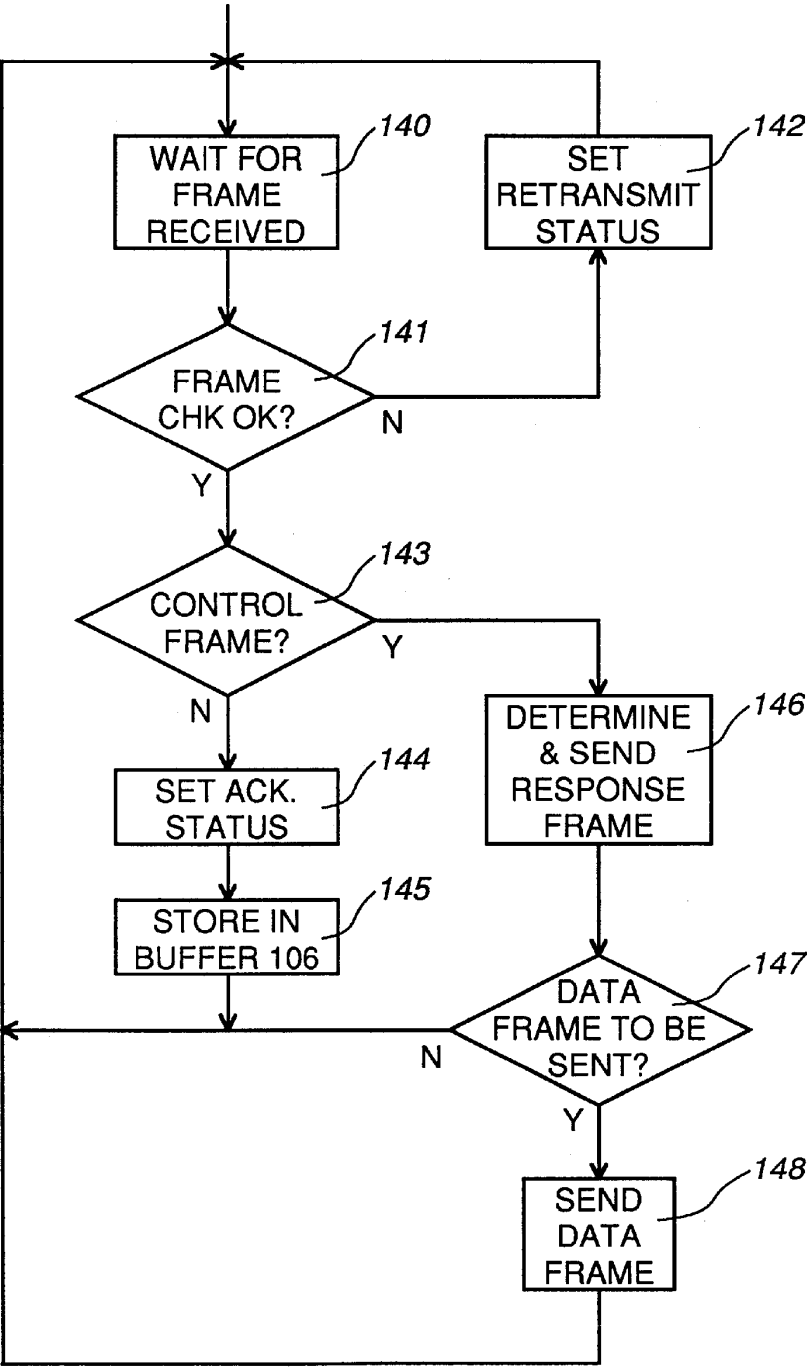 140
WAIT FOR
FRAME
RECEIVED
142
SET
RETRANSMIT
STATUS
141
FRAME
CHK OK?
N
Y
143
CONTROL
FRAME?
Y
N
144
SET ACK.
STATUS
146
DETERMINE
& SEND
RESPONSE
FRAME
145
STORE IN
BUFFER 106
147
DATA
FRAME TO BE
SENT?
N
Y
148
SEND
DATA
FRAME